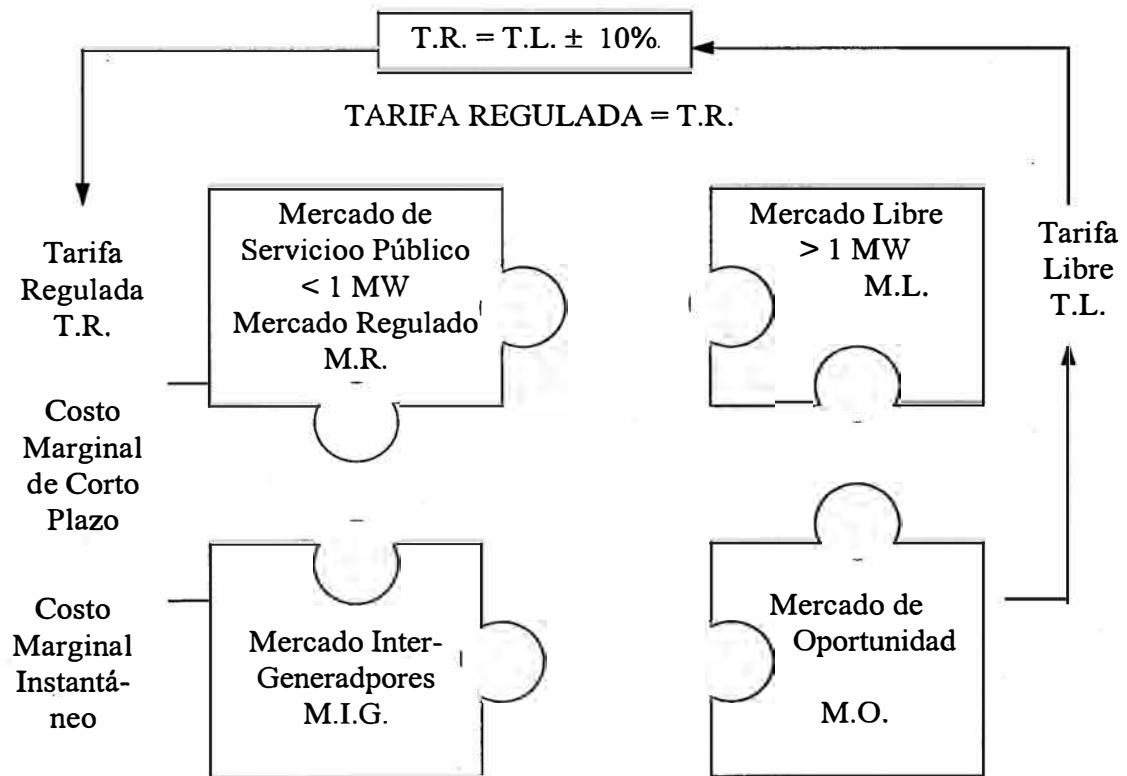 T.R. = T.L. ± 10%.
TARIFA REGULADA = T.R.
Mercado de
Servicioo Público
< 1 MW
Mercado Regulado
M.R.
Mercado Libre
> 1 MW
M.L.
Tarifa
Regulada
T.R.
Tarifa
Libre
T.L.
Costo
Marginal
de Corto
Plazo
Costo
Marginal
Instantá-
neo
Mercado Inter-
Generadpores
M.I.G.
Mercado de
Oportunidad
M.O.